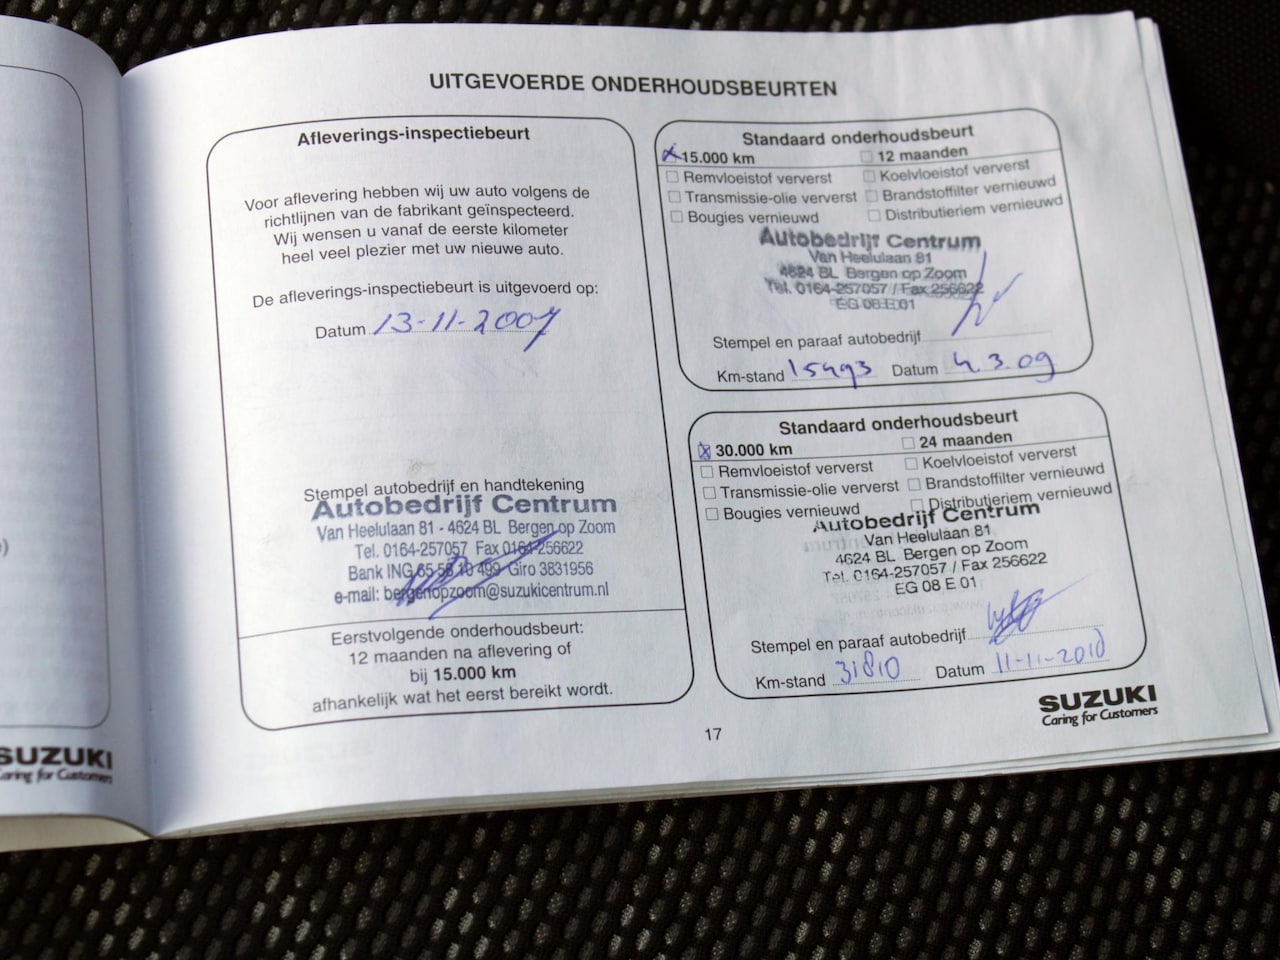 UITGEVOERDE ONDERHOUDSBEURTEN
Afleverings-inspectiebeurt
Voor aflevering hebben wij uw auto volgens de
richtlijnen van de fabrikant geïnspecteerd.
Wij wensen u vanaf de eerste kilometer
heel veel plezier met uw nieuwe auto.
De afleverings-inspectiebeurt is uitgevoerd op:
Datum 13-11-2007
Stempel autobedrijf en handtekening
Autobedrijf Centrum
Van Heelulaan 81 - 4624 BL Bergen op Zoom
Tel. 0164-257057 Fax 0164-256622
Bank ING 65 56 10 499 Giro 3831956
e-mail: bergenopzoom@suzukicentrum.nl
Eerstvolgende onderhoudsbeurt:
12 maanden na aflevering of
bij 15.000 km
afhankelijk wat het eerst bereikt wordt.
Standaard onderhoudsbeurt
15.000 km 12 maanden
Remvloeistof ververst Koelvloeistof ververst
Transmissie-olie ververst Brandstoffilter vernieuwd
Bougies vernieuwd Distributieriem vernieuwd
Autobedrijf Centrum
Van Heelulaan 81
4624 BL Bergen op Zoom
Tel. 0164-257057 / Fax 256622
EG 08 E 01
Stempel en paraaf autobedrijf
Km-stand 15493 Datum 4.3.09
Standaard onderhoudsbeurt
30.000 km 24 maanden
Remvloeistof ververst Koelvloeistof ververst
Transmissie-olie ververst Brandstoffilter vernieuwd
Bougies vernieuwd Distributieriem vernieuwd
Autobedrijf Centrum
Van Heelulaan 81
4624 BL Bergen op Zoom
Tel. 0164-257057 / Fax 256622
EG 08 E 01
Stempel en paraaf autobedrijf
Km-stand 31810 Datum 11-11-2010
SUZUKI
Caring for Customers
17
SUZUKI
Caring for Customers